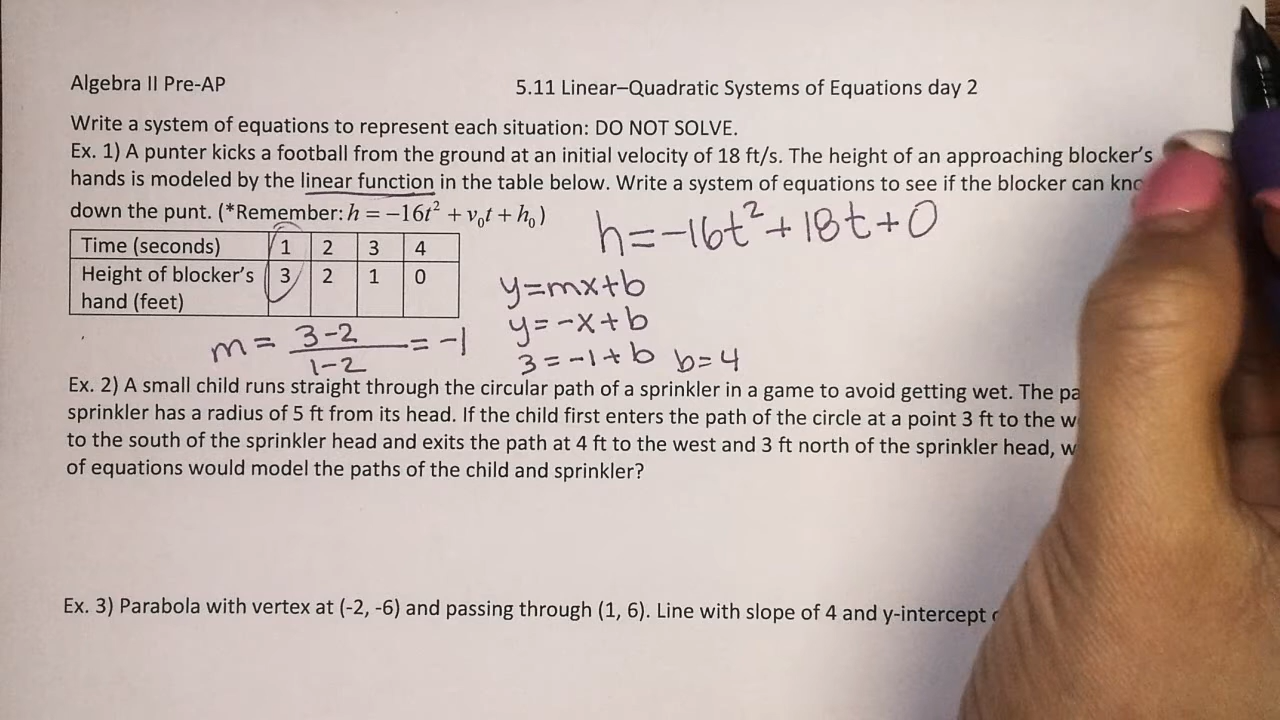 Algebra II Pre-AP 5.11 Linear–Quadratic Systems of Equations day 2
Write a system of equations to represent each situation: DO NOT SOLVE.
Ex. 1) A punter kicks a football from the ground at an initial velocity of 18 ft/s. The height of an approaching blocker's
hands is modeled by the linear function in the table below. Write a system of equations to see if the blocker can
down the punt. (*Remember: h = −16t² + v₀t + h₀)
h=-16t²+18t+0
Time (seconds) 1 2 3 4
Height of blocker's hand (feet) 3 2 1 0
y=mx+b
y=-x+b
m= 3-2/1-2 = -1
3=-1+b b=4
Ex. 2) A small child runs straight through the circular path of a sprinkler in a game to avoid getting wet. The
sprinkler has a radius of 5 ft from its head. If the child first enters the path of the circle at a point 3 ft to the
to the south of the sprinkler head and exits the path at 4 ft to the west and 3 ft north of the sprinkler head,
of equations would model the paths of the child and sprinkler?
Ex. 3) Parabola with vertex at (-2, -6) and passing through (1, 6). Line with slope of 4 and y-intercept